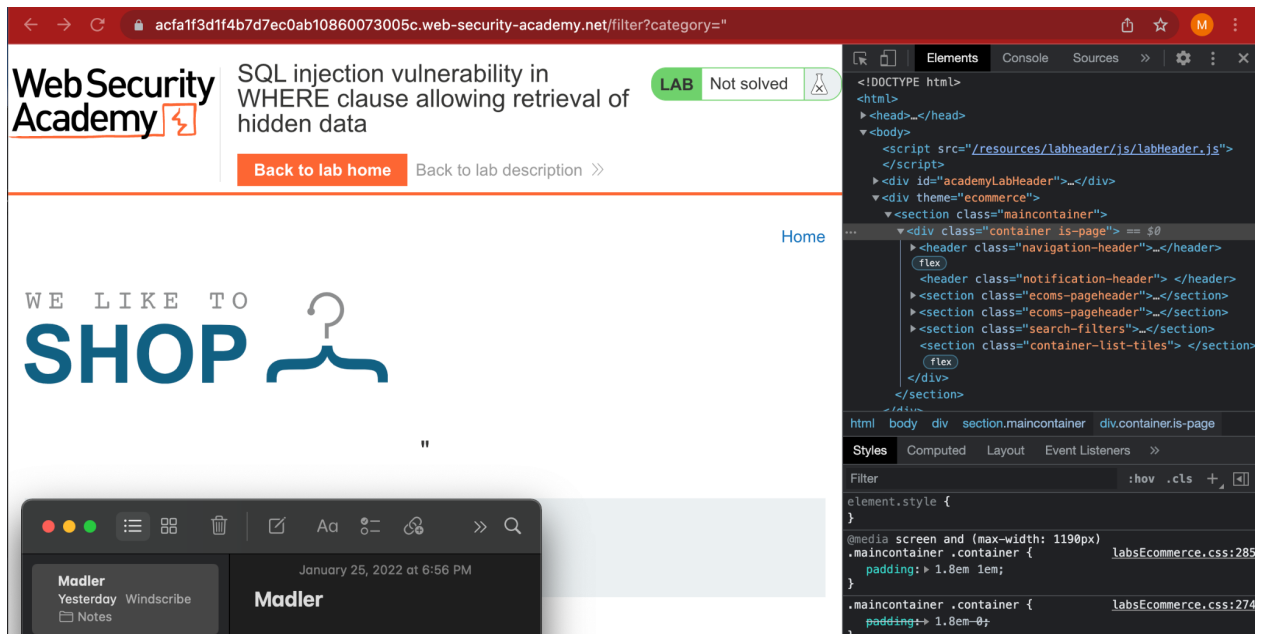 acfa1f3d1f4b7d7ec0ab10860073005c.web-security-academy.net/filter?category="
M
Web Security
Academy
SQL injection vulnerability in
WHERE clause allowing retrieval of
hidden data
LAB Not solved
Back to lab home Back to lab description >>
Home
WE LIKE TO
SHOP
"
January 25, 2022 at 6:56 PM
Madler
Yesterday Windscribe
Notes
Madler
Aa
Elements Console Sources >>
<!DOCTYPE html>
<html>
<head>…</head>
<body>
<script src="/resources/labheader/js/labHeader.js">
</script>
<div id="academyLabHeader">…</div>
<div theme="ecommerce">
<section class="maincontainer">
… <div class="container is-page"> == $0
<header class="navigation-header">…</header>
flex
<header class="notification-header"> </header>
<section class="ecoms-pageheader">…</section>
<section class="ecoms-pageheader">…</section>
<section class="search-filters">…</section>
<section class="container-list-tiles"> </section>
flex
</div>
</section>
</div>
html body div section.maincontainer div.container.is-page
Styles Computed Layout Event Listeners >>
Filter :hov .cls +
element.style {
}
@media screen and (max-width: 1190px)
.maincontainer .container { labsEcommerce.css:285
padding: 1.8em 1em;
}
.maincontainer .container { labsEcommerce.css:274
padding: 1.8em 0;
}